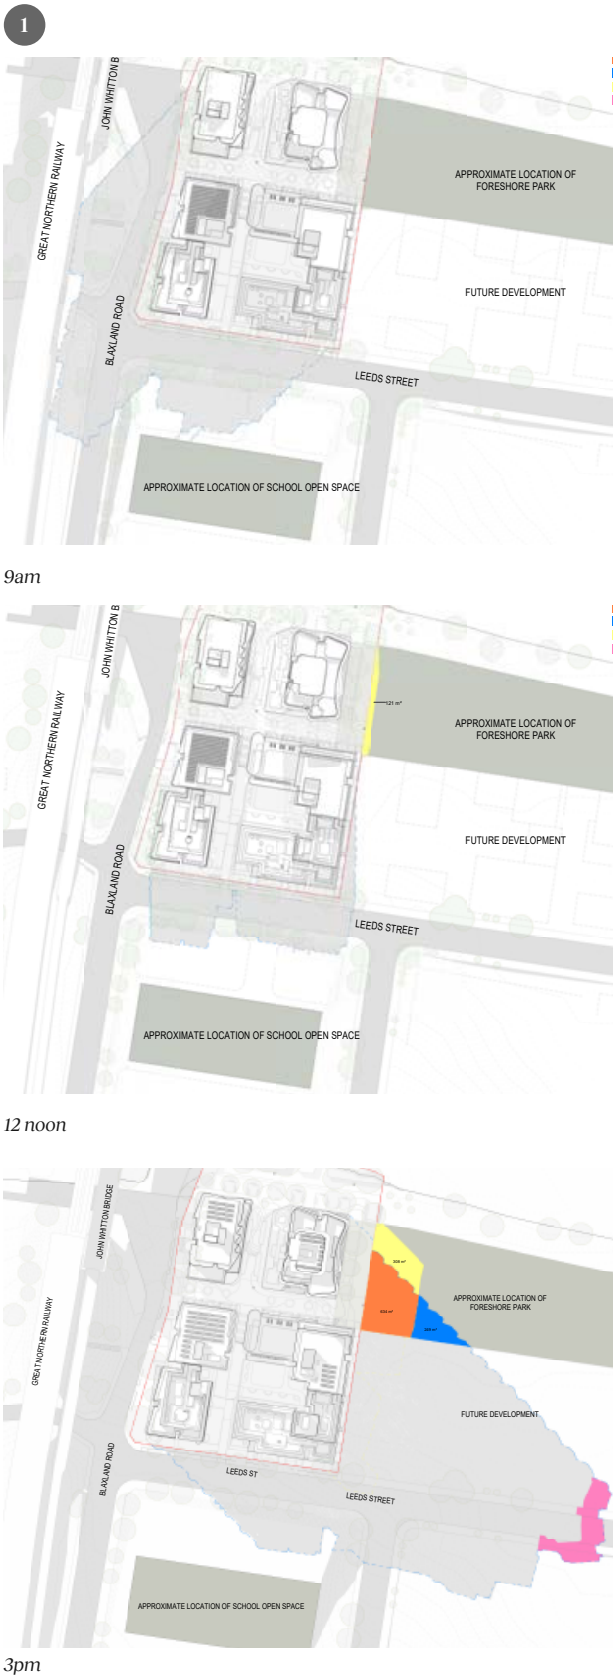 1
JOHN WHITTON B
GREAT NORTHERN RAILWAY
APPROXIMATE LOCATION OF
FORESHORE PARK
FUTURE DEVELOPMENT
BLAXLAND ROAD
LEEDS STREET
APPROXIMATE LOCATION OF SCHOOL OPEN SPACE
9am
JOHN WHITTON B
121 m²
GREAT NORTHERN RAILWAY
APPROXIMATE LOCATION OF
FORESHORE PARK
FUTURE DEVELOPMENT
BLAXLAND ROAD
LEEDS STREET
APPROXIMATE LOCATION OF SCHOOL OPEN SPACE
12 noon
JOHN WHITTON BRIDGE
GREAT NORTHERN RAILWAY
APPROXIMATE LOCATION OF
FORESHORE PARK
FUTURE DEVELOPMENT
BLAXLAND ROAD
LEEDS ST
LEEDS STREET
APPROXIMATE LOCATION OF SCHOOL OPEN SPACE
3pm